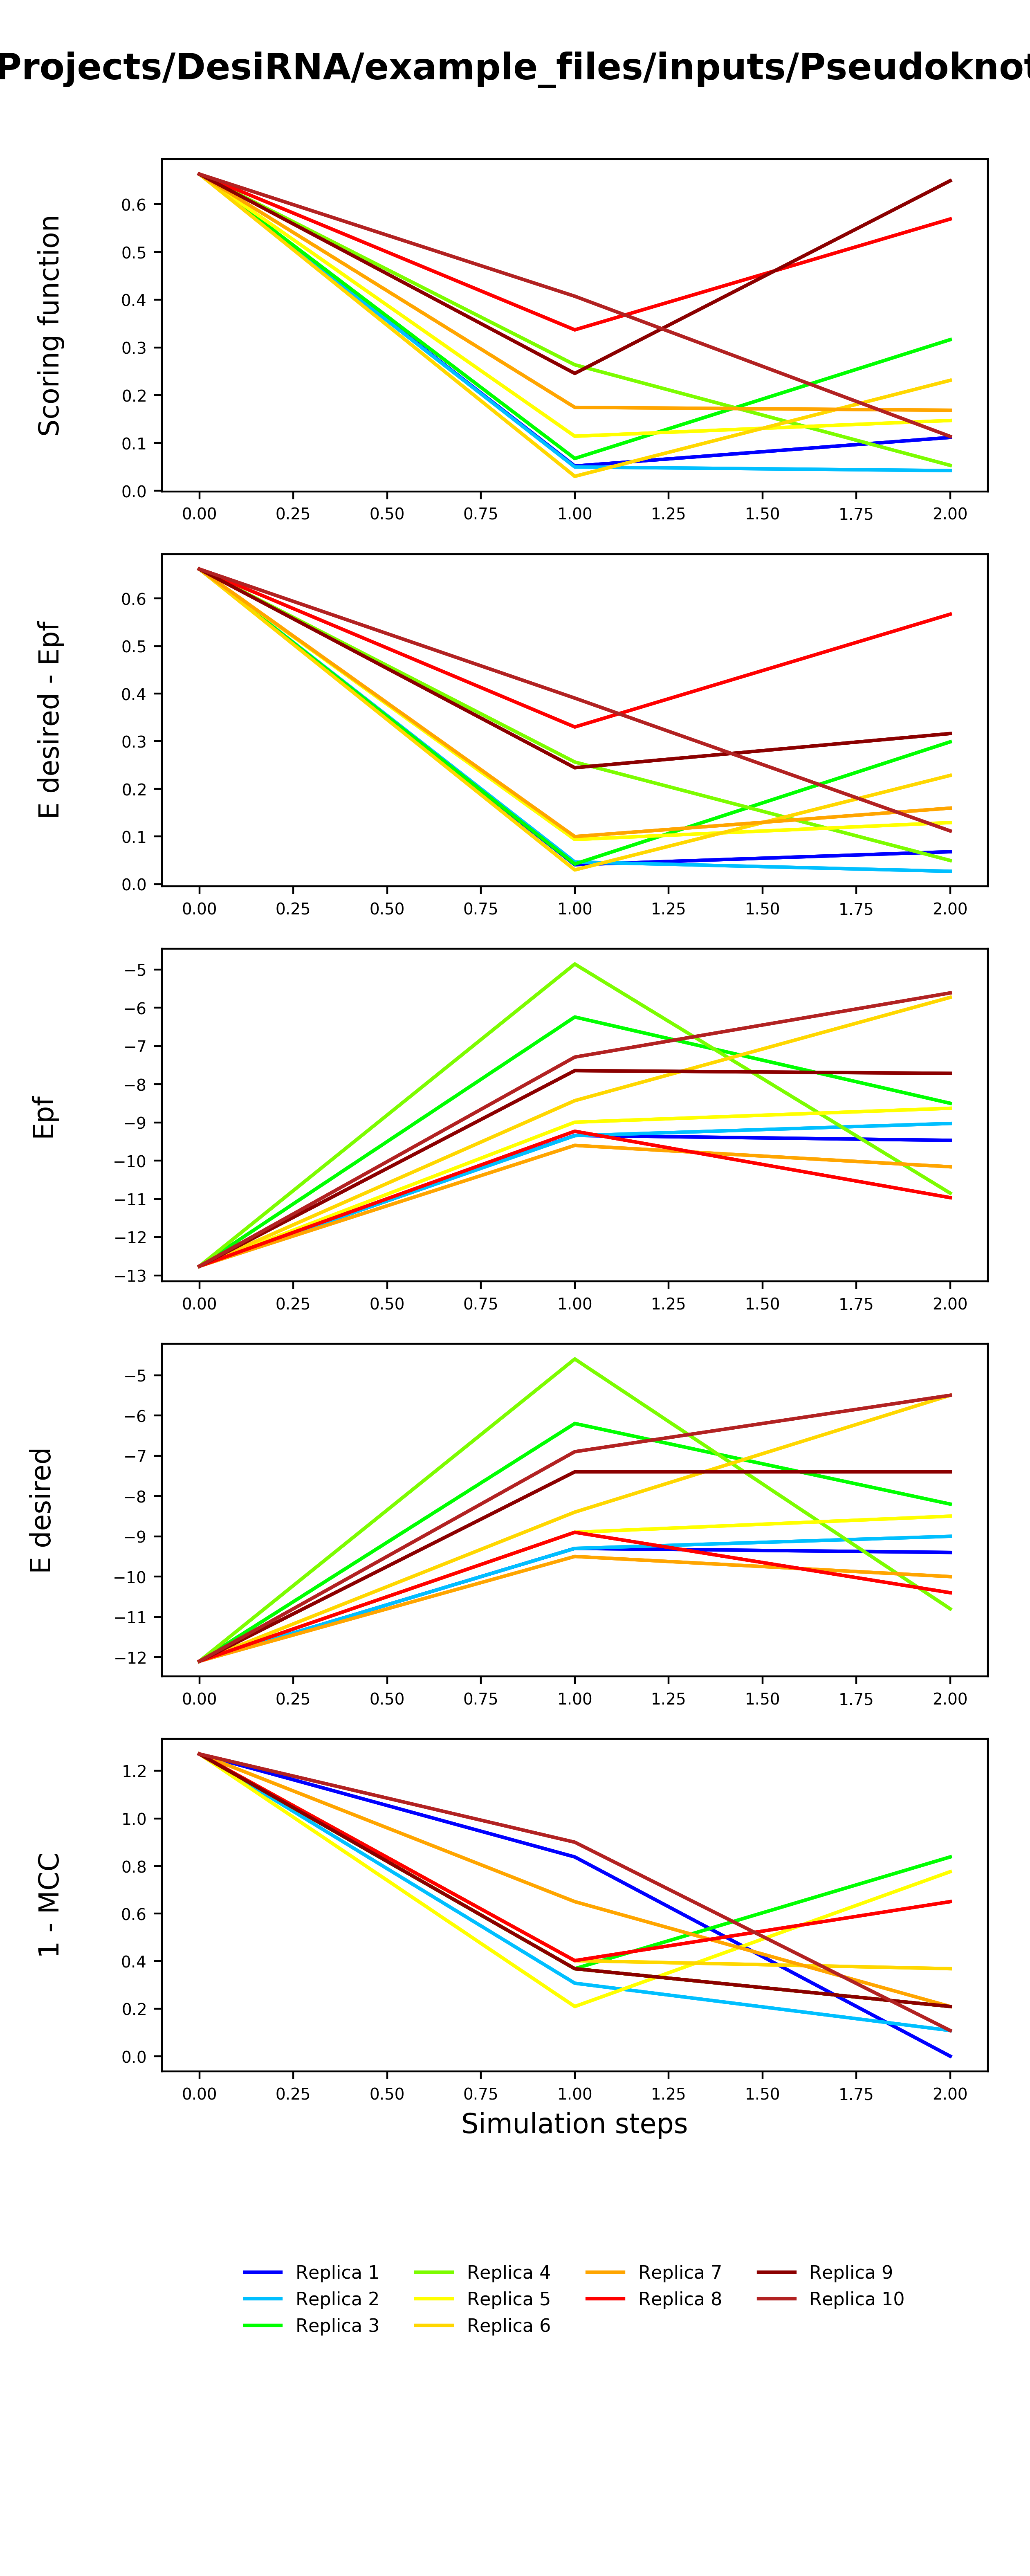 Projects/DesiRNA/example_files/inputs/Pseudoknot
Scoring function
0.6
0.5
0.4
0.3
0.2
0.1
0.0
0.00 0.25 0.50 0.75 1.00 1.25 1.50 1.75 2.00
E desired - Epf
0.6
0.5
0.4
0.3
0.2
0.1
0.0
0.00 0.25 0.50 0.75 1.00 1.25 1.50 1.75 2.00
Epf
−5
−6
−7
−8
−9
−10
−11
−12
−13
0.00 0.25 0.50 0.75 1.00 1.25 1.50 1.75 2.00
E desired
−5
−6
−7
−8
−9
−10
−11
−12
0.00 0.25 0.50 0.75 1.00 1.25 1.50 1.75 2.00
1 - MCC
1.2
1.0
0.8
0.6
0.4
0.2
0.0
0.00 0.25 0.50 0.75 1.00 1.25 1.50 1.75 2.00
Simulation steps
Replica 1 Replica 4 Replica 7 Replica 9
Replica 2 Replica 5 Replica 8 Replica 10
Replica 3 Replica 6